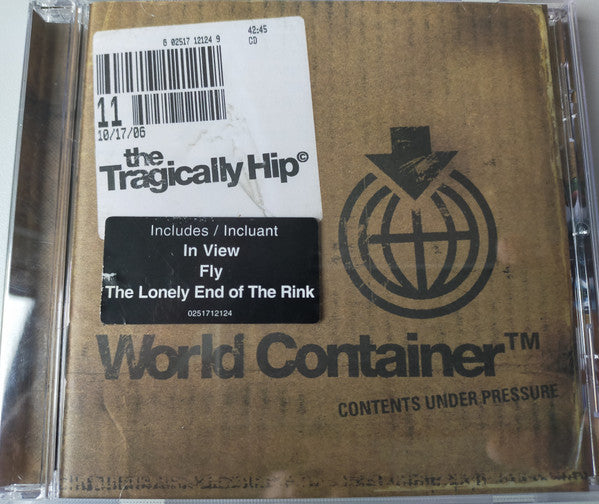 6 02517 12124 9
42:45
CD
11
10/17/06
the
Tragically Hip©
Includes / Incluant
In View
Fly
The Lonely End of The Rink
0251712124
World Container™
CONTENTS UNDER PRESSURE